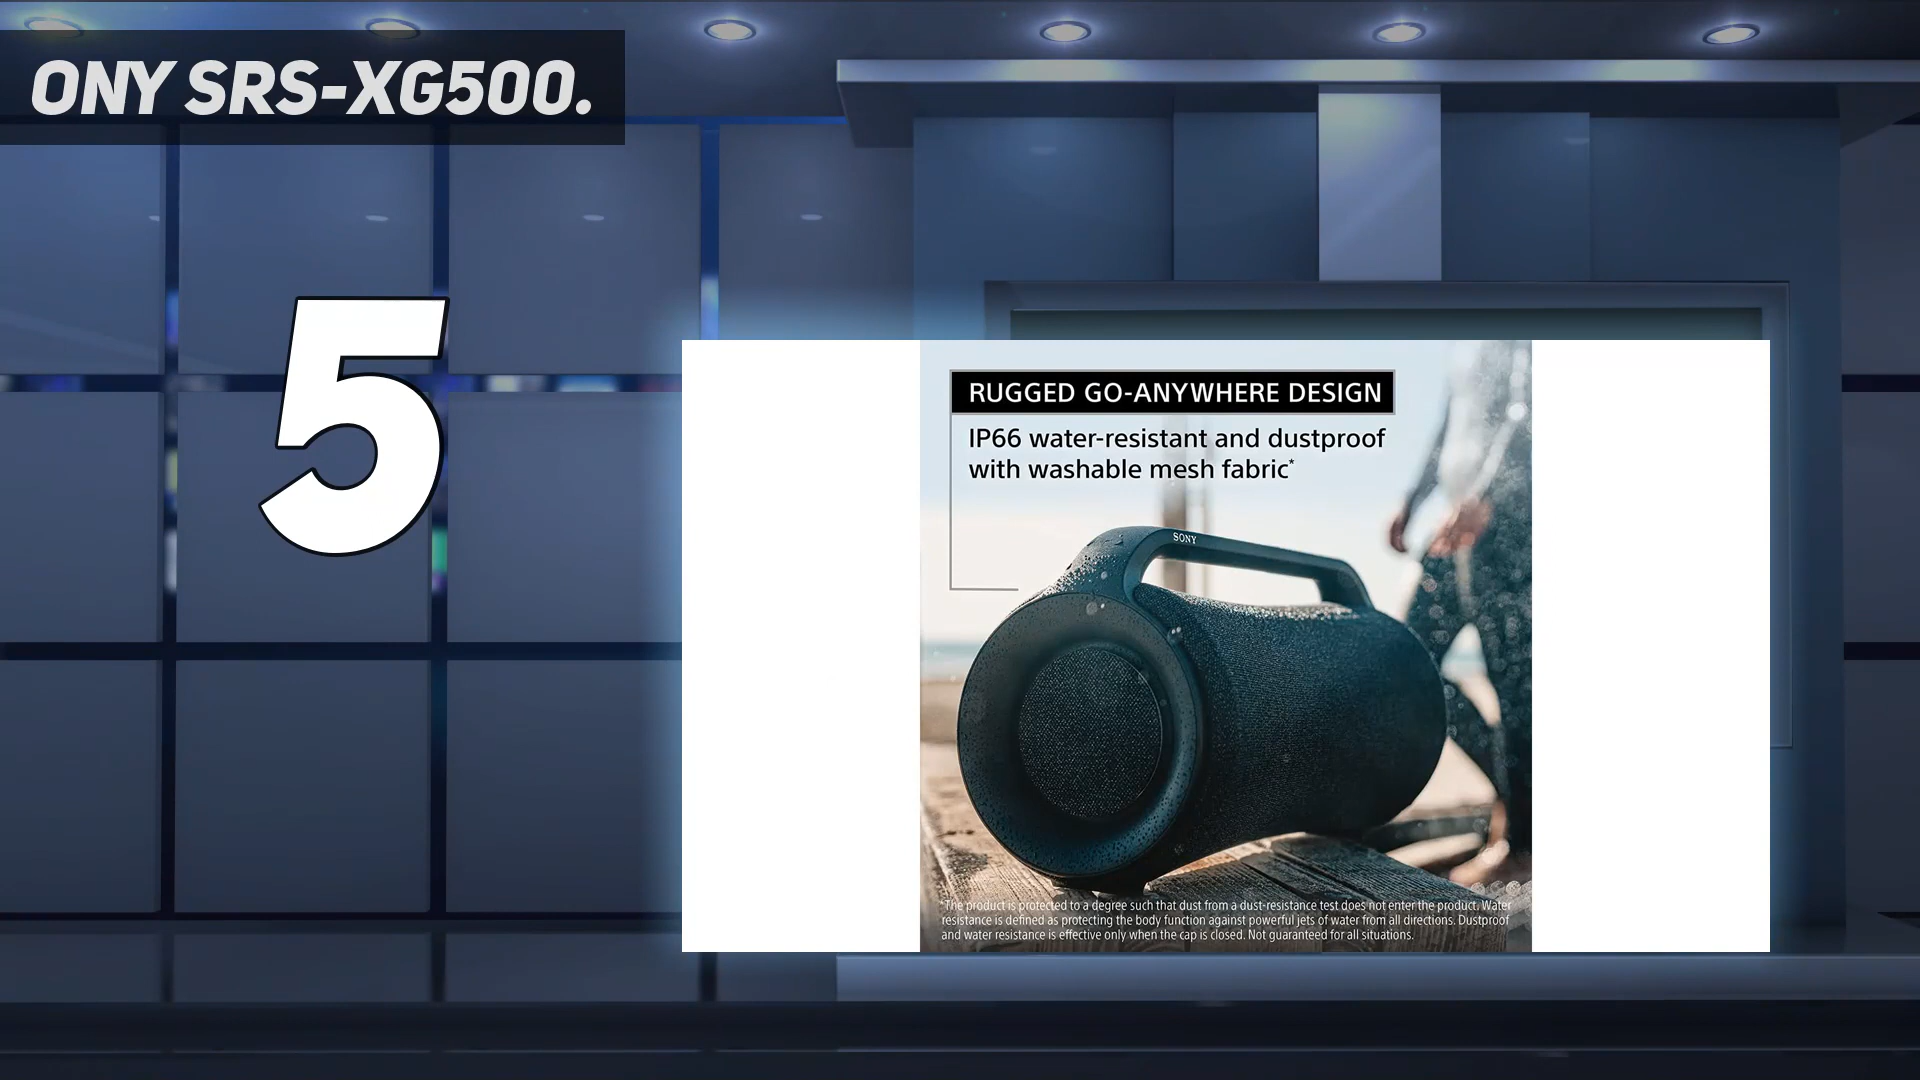 ONY SRS-XG500.
5
RUGGED GO-ANYWHERE DESIGN
IP66 water-resistant and dustproof
with washable mesh fabric*
SONY
*The product is protected to a degree such that dust from a dust-resistance test does not enter the product. Water
resistance is defined as protecting the body function against powerful jets of water from all directions. Dustproof
and water resistance is effective only when the cap is closed. Not guaranteed for all situations.